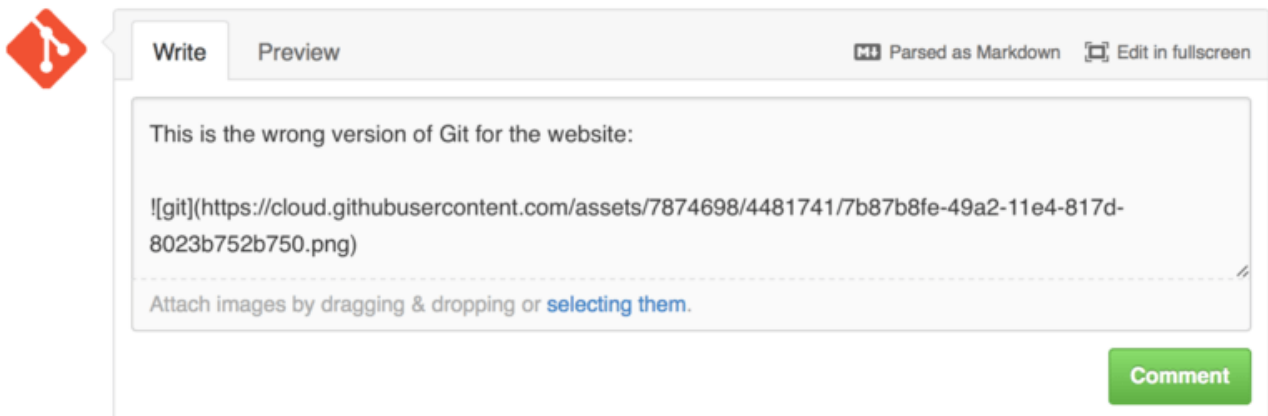 Write
Preview
Parsed as Markdown
Edit in fullscreen
This is the wrong version of Git for the website:
![git](https://cloud.githubusercontent.com/assets/7874698/4481741/7b87b8fe-49a2-11e4-817d-
8023b752b750.png)
Attach images by dragging & dropping or selecting them.
Comment